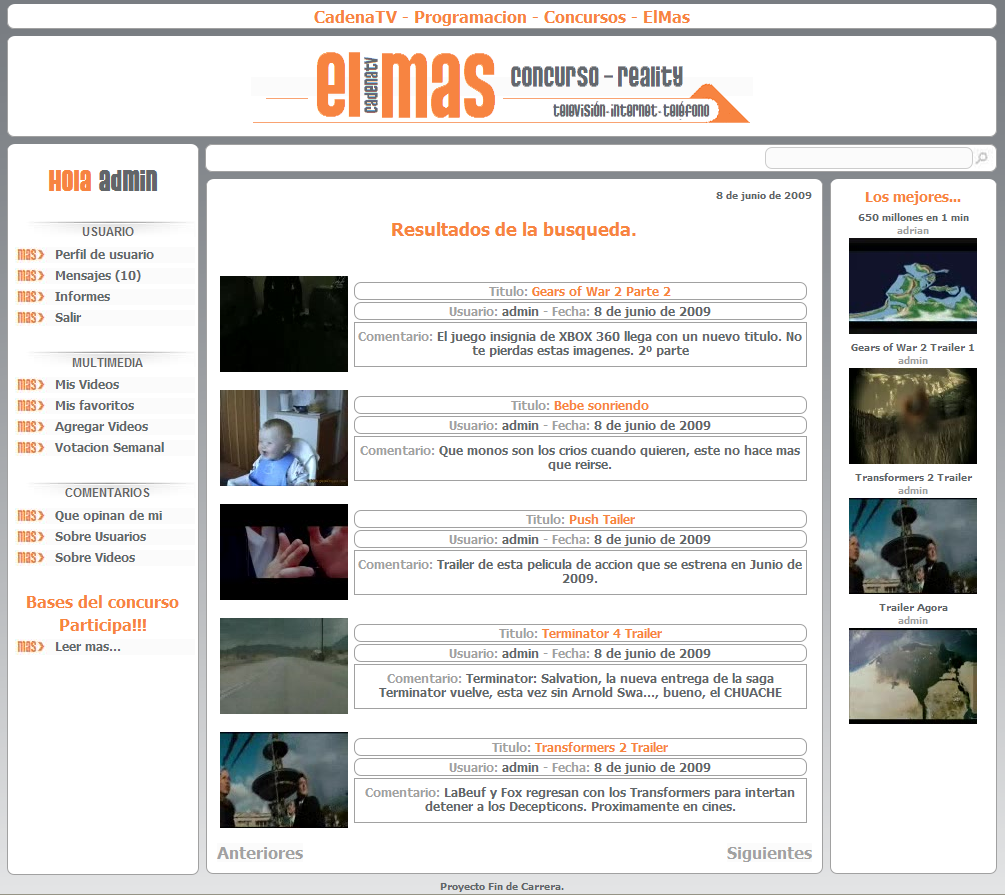 CadenaTV - Programacion - Concursos - ElMas
el cadenatv mas
concurso - reality
televisión·internet·teléfono
Hola admin
USUARIO
mas> Perfil de usuario
mas> Mensajes (10)
mas> Informes
mas> Salir
MULTIMEDIA
mas> Mis Videos
mas> Mis favoritos
mas> Agregar Videos
mas> Votacion Semanal
COMENTARIOS
mas> Que opinan de mi
mas> Sobre Usuarios
mas> Sobre Videos
Bases del concurso
Participa!!!
mas> Leer mas...
8 de junio de 2009
Resultados de la busqueda.
Titulo: Gears of War 2 Parte 2
Usuario: admin - Fecha: 8 de junio de 2009
Comentario: El juego insignia de XBOX 360 llega con un nuevo titulo. No
te pierdas estas imagenes. 2º parte
Titulo: Bebe sonriendo
Usuario: admin - Fecha: 8 de junio de 2009
Comentario: Que monos son los crios cuando quieren, este no hace mas
que reirse.
Titulo: Push Tailer
Usuario: admin - Fecha: 8 de junio de 2009
Comentario: Trailer de esta pelicula de accion que se estrena en Junio de
2009.
Titulo: Terminator 4 Trailer
Usuario: admin - Fecha: 8 de junio de 2009
Comentario: Terminator: Salvation, la nueva entrega de la saga
Terminator vuelve, esta vez sin Arnold Swa..., bueno, el CHUACHE
Titulo: Transformers 2 Trailer
Usuario: admin - Fecha: 8 de junio de 2009
Comentario: LaBeuf y Fox regresan con los Transformers para intertan
detener a los Decepticons. Proximamente en cines.
Anteriores
Siguientes
Los mejores...
650 millones en 1 min
adrian
Gears of War 2 Trailer 1
admin
Transformers 2 Trailer
admin
Trailer Agora
admin
Proyecto Fin de Carrera.